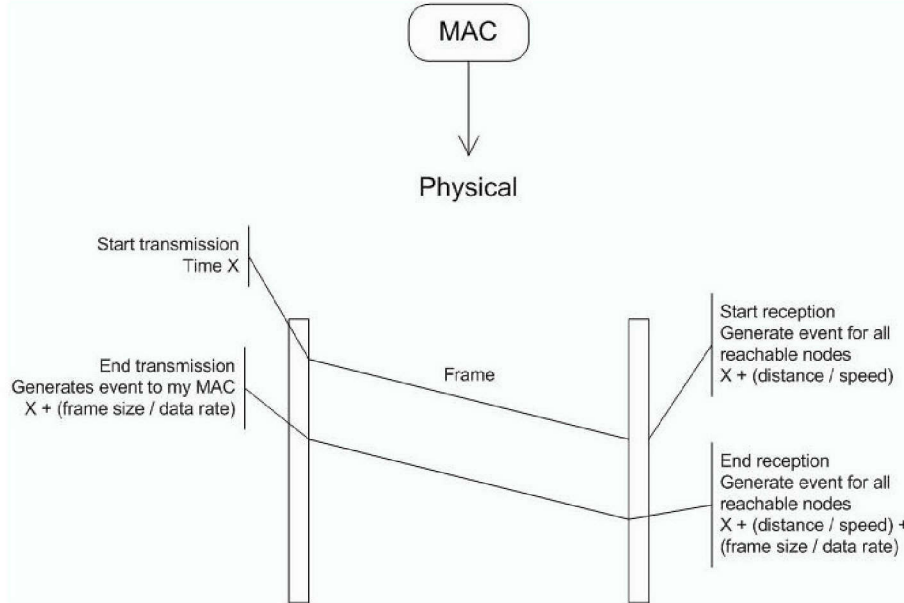 MAC
Physical
Start transmission
Time X
End transmission
Generates event to my MAC
X + (frame size / data rate)
Frame
Start reception
Generate event for all
reachable nodes
X + (distance / speed)
End reception
Generate event for all
reachable nodes
X + (distance / speed) +
(frame size / data rate)